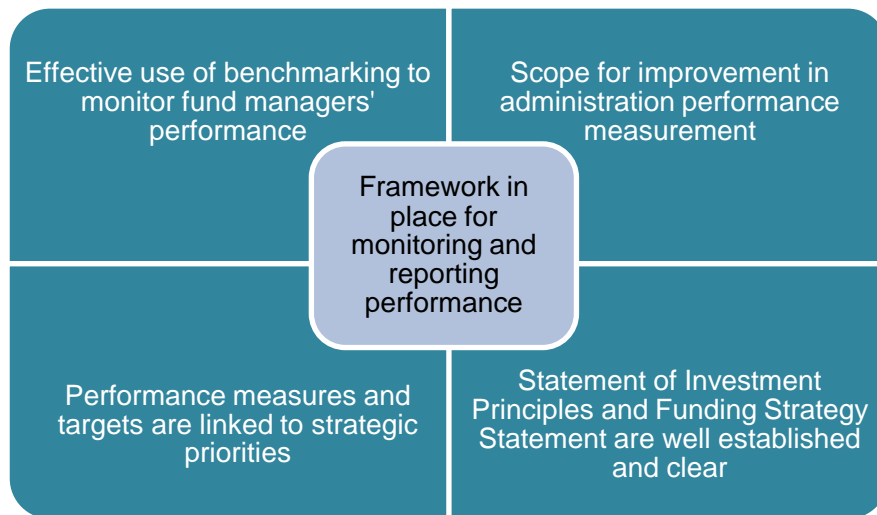 Effective use of benchmarking to
monitor fund managers'
performance
Scope for improvement in
administration performance
measurement
Framework in
place for
monitoring and
reporting
performance
Performance measures and
targets are linked to strategic
priorities
Statement of Investment
Principles and Funding Strategy
Statement are well established
and clear